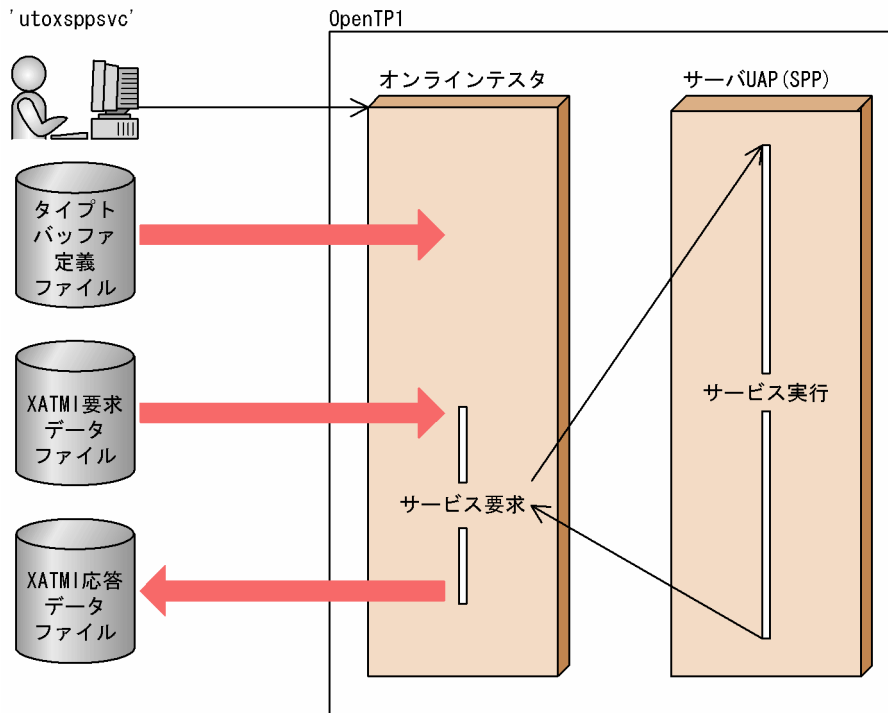 'utoxsppsvc'
OpenTP1
オンラインテスタ
サーバUAP(SPP)
タイプト
バッファ
定義
ファイル
XATMI要求
データ
ファイル
サービス実行
サービス要求
XATMI応答
データ
ファイル